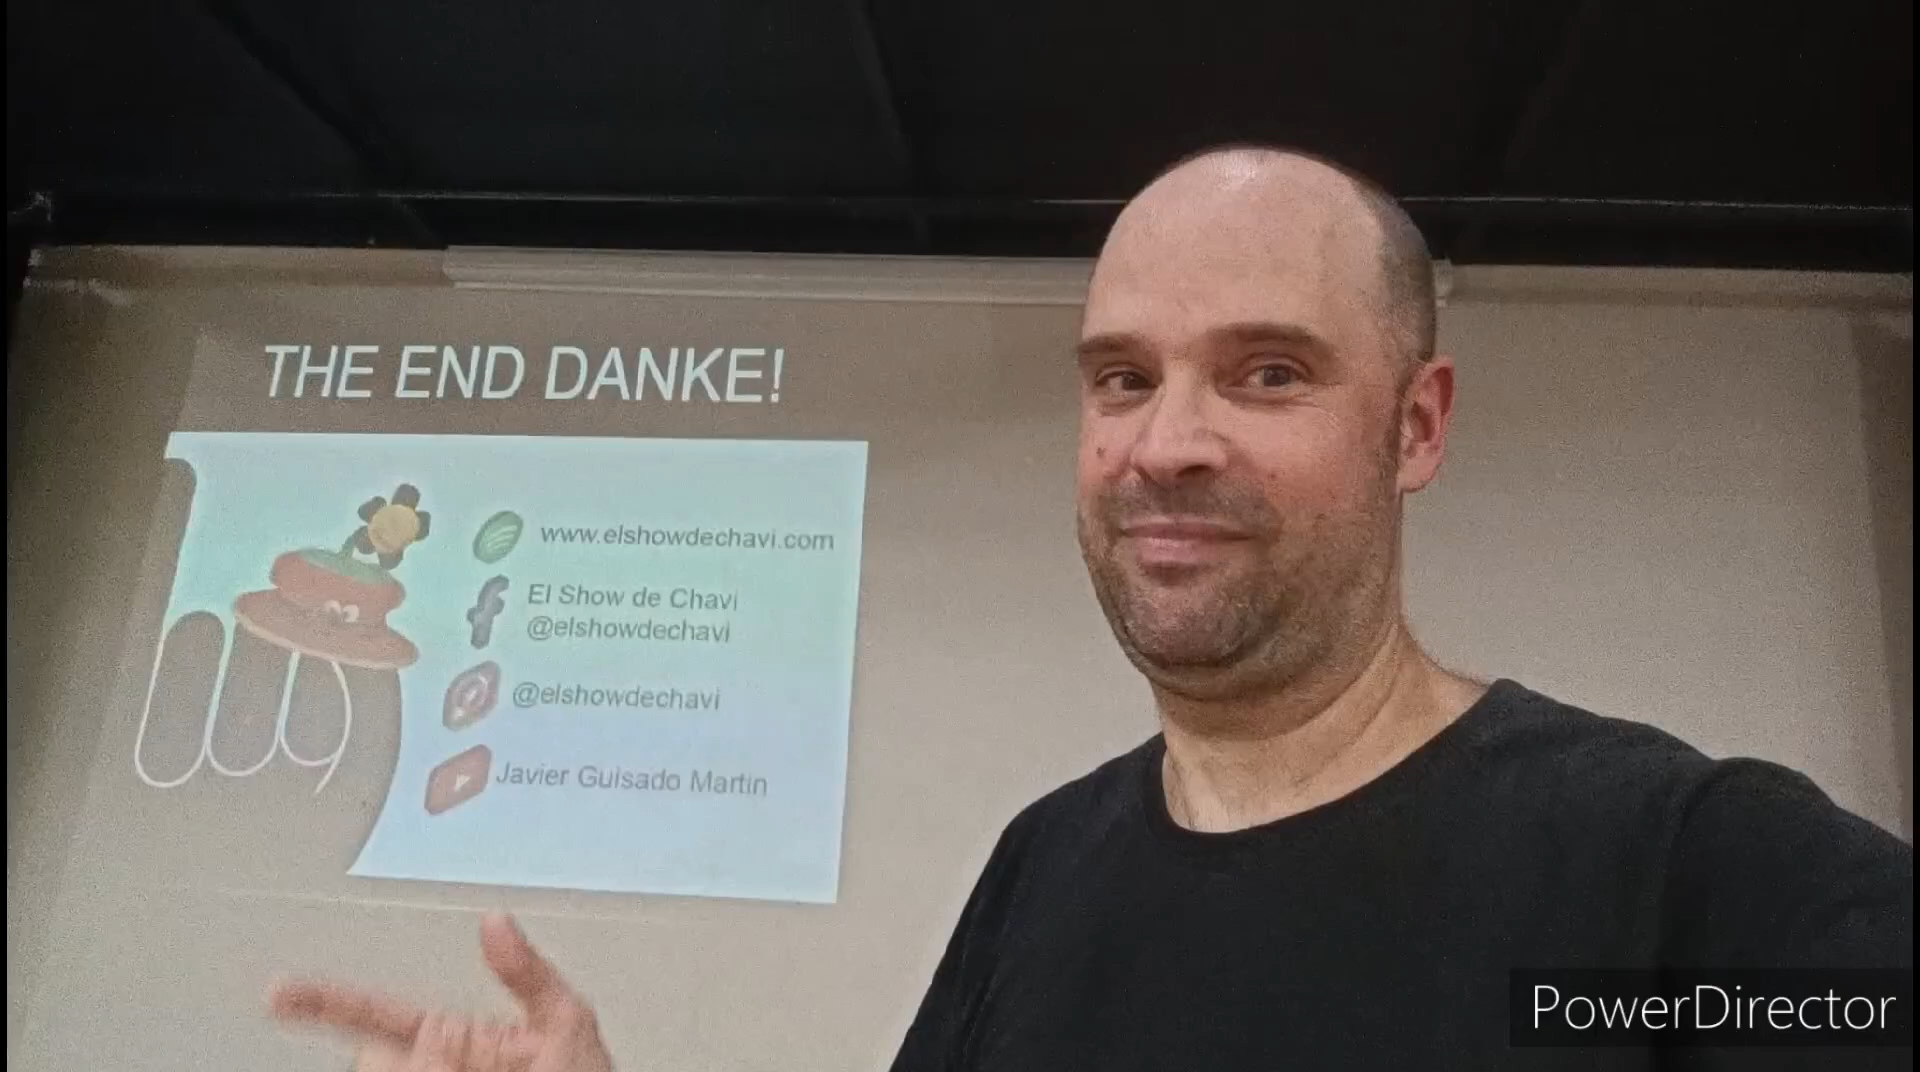 THE END DANKE!
www.elshowdechavi.com
El Show de Chavi
@elshowdechavi
@elshowdechavi
Javier Guisado Martin
PowerDirector